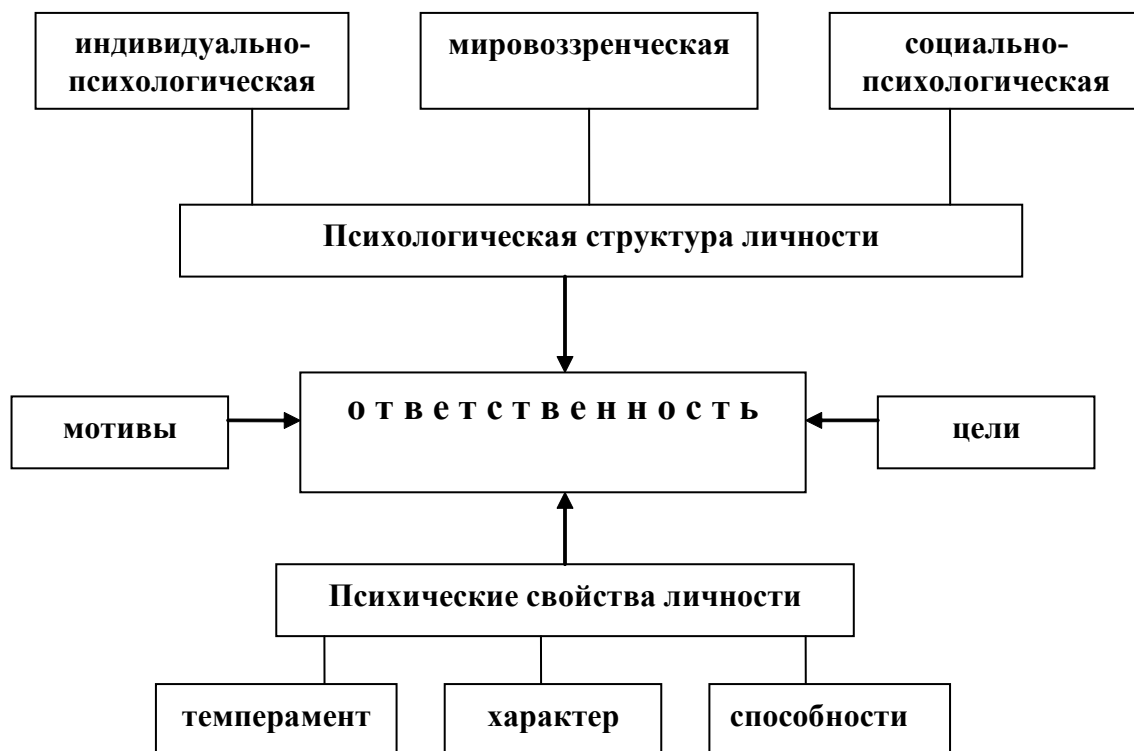 индивидуально-
психологическая
мировоззренческая
социально-
психологическая
Психологическая структура личности
о т в е т с т в е н н о с т ь
мотивы
цели
Психические свойства личности
темперамент
характер
способности